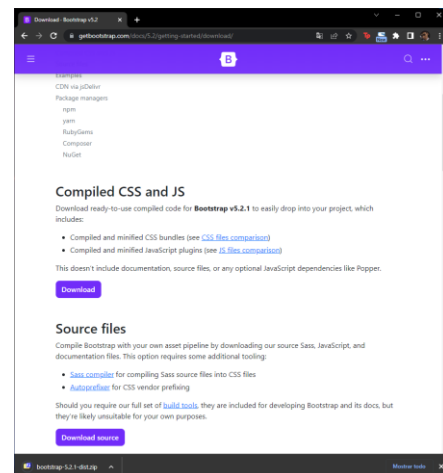 Download · Bootstrap v5.2
getbootstrap.com/docs/5.2/getting-started/download/
B
Examples
CDN via jsDelivr
Package managers
npm
yarn
RubyGems
Composer
NuGet
Compiled CSS and JS
Download ready-to-use compiled code for Bootstrap v5.2.1 to easily drop into your project, which
includes:
• Compiled and minified CSS bundles (see CSS files comparison)
• Compiled and minified JavaScript plugins (see JS files comparison)
This doesn't include documentation, source files, or any optional JavaScript dependencies like Popper.
Download
Source files
Compile Bootstrap with your own asset pipeline by downloading our source Sass, JavaScript, and
documentation files. This option requires some additional tooling:
• Sass compiler for compiling Sass source files into CSS files
• Autoprefixer for CSS vendor prefixing
Should you require our full set of build tools, they are included for developing Bootstrap and its docs, but
they're likely unsuitable for your own purposes.
Download source
bootstrap-5.2.1-dist.zip
Mostrar todo